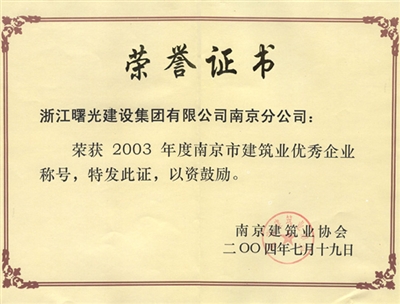 荣誉证书
浙江曙光建设集团有限公司南京分公司：
荣获 2003 年度南京市建筑业优秀企业
称号，特发此证，以资鼓励。
南京建筑业协会
二〇〇四年七月十九日